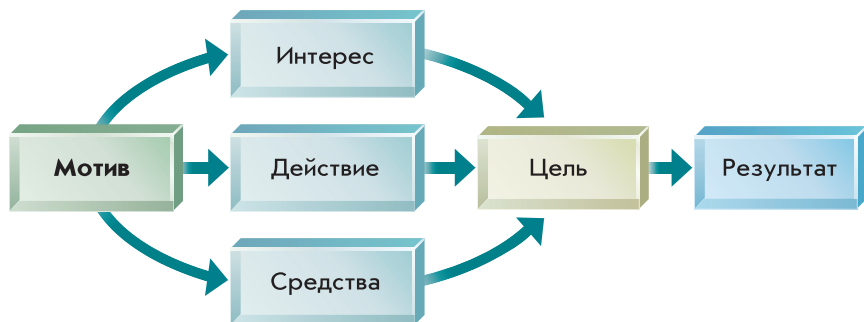 Интерес
Мотив
Действие
Цель
Результат
Средства